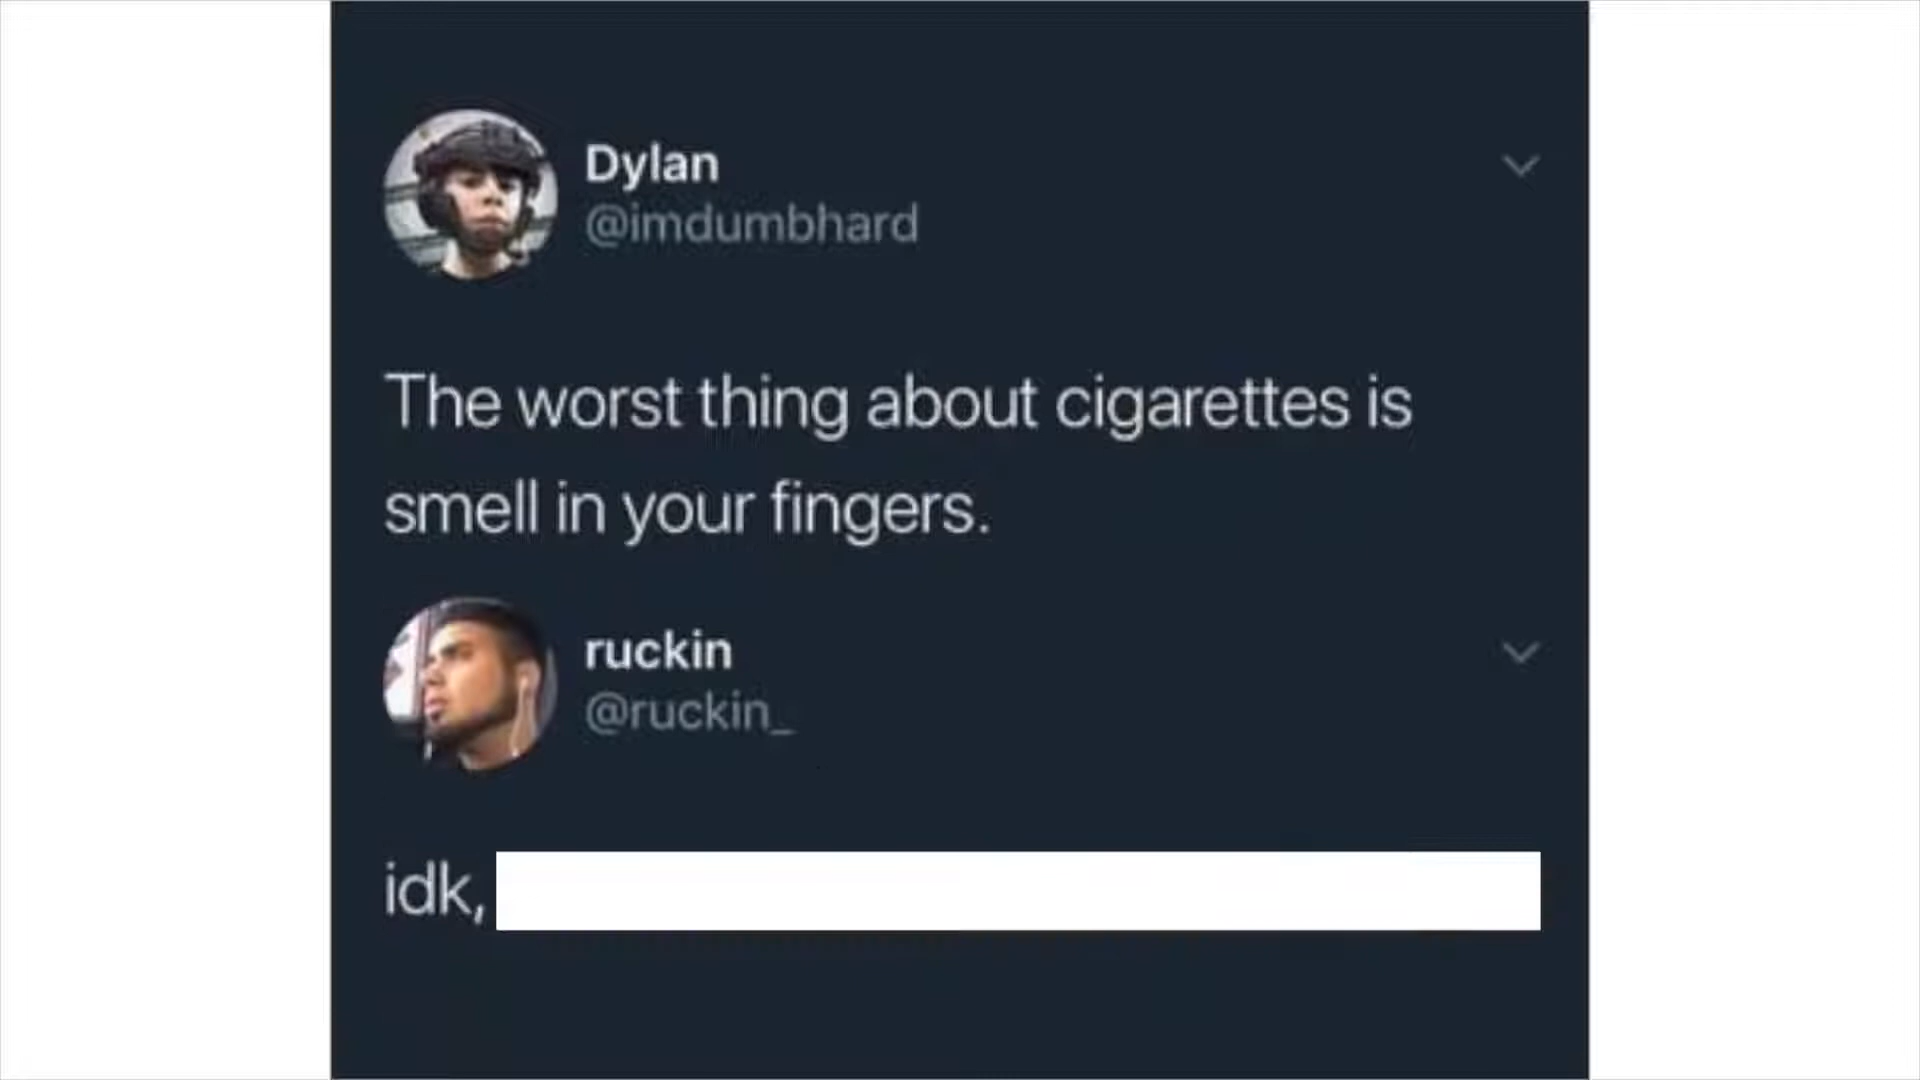 Dylan
@imdumbhard
The worst thing about cigarettes is
smell in your fingers.
ruckin
@ruckin_
idk,